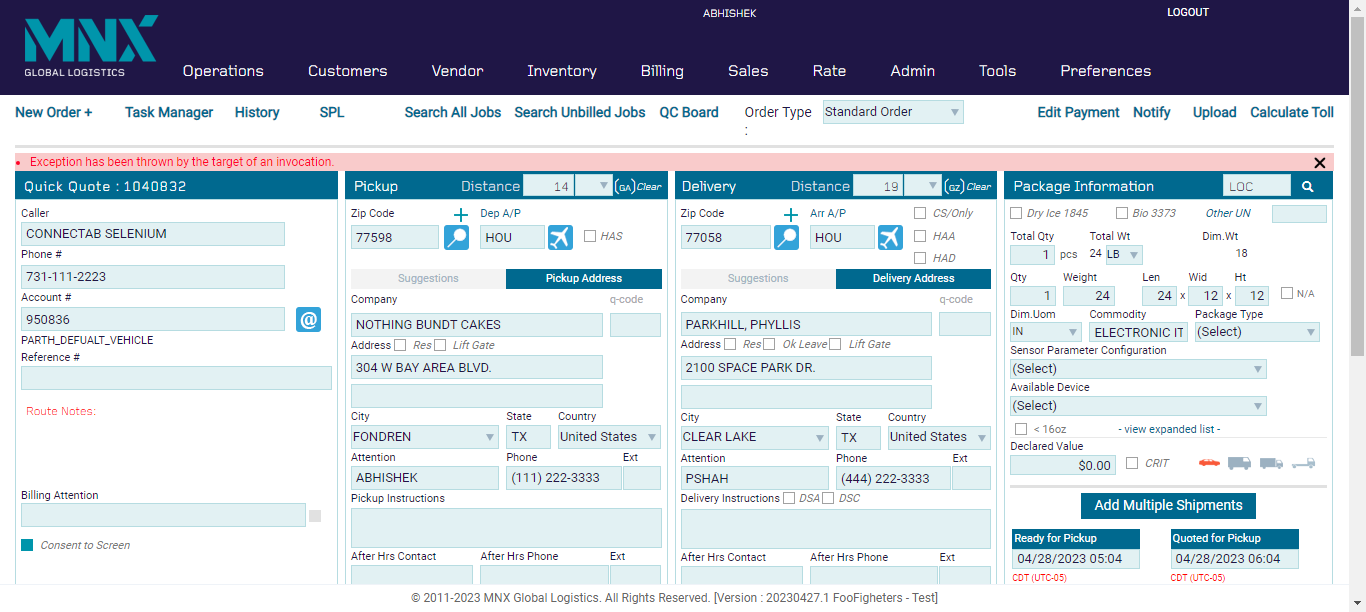 ABHISHEK
LOGOUT
MNX
GLOBAL LOGISTICS
Operations Customers Vendor Inventory Billing Sales Rate Admin Tools Preferences
New Order + Task Manager History SPL Search All Jobs Search Unbilled Jobs QC Board Order Type : Standard Order Edit Payment Notify Upload Calculate Toll
Exception has been thrown by the target of an invocation.
Quick Quote : 1040832
Caller
CONNECTAB SELENIUM
Phone #
731-111-2223
Account #
950836 @
PARTH_DEFUALT_VEHICLE
Reference #
Route Notes:
Billing Attention
Consent to Screen
Pickup Distance 14 (GA) Clear
Zip Code + Dep A/P
77598 HOU HAS
Suggestions Pickup Address
Company q-code
NOTHING BUNDT CAKES
Address Res Lift Gate
304 W BAY AREA BLVD.
City State Country
FONDREN TX United States
Attention Phone Ext
ABHISHEK (111) 222-3333
Pickup Instructions
After Hrs Contact After Hrs Phone Ext
Delivery Distance 19 (GZ) Clear
Zip Code + Arr A/P CS/Only
77058 HOU HAA
HAD
Suggestions Delivery Address
Company q-code
PARKHILL, PHYLLIS
Address Res Ok Leave Lift Gate
2100 SPACE PARK DR.
City State Country
CLEAR LAKE TX United States
Attention Phone Ext
PSHAH (444) 222-3333
Delivery Instructions DSA DSC
After Hrs Contact After Hrs Phone Ext
Package Information LOC
Dry Ice 1845 Bio 3373 Other UN
Total Qty Total Wt Dim.Wt
1 pcs 24 LB 18
Qty Weight Len Wid Ht
1 24 24 x 12 x 12 N/A
Dim.Uom Commodity Package Type
IN ELECTRONIC IT (Select)
Sensor Parameter Configuration
(Select)
Available Device
(Select)
< 16oz - view expanded list -
Declared Value
$0.00 CRIT
Add Multiple Shipments
Ready for Pickup Quoted for Pickup
04/28/2023 05:04 04/28/2023 06:04
CDT (UTC-05) CDT (UTC-05)
© 2011-2023 MNX Global Logistics. All Rights Reserved. [Version : 20230427.1 FooFigheters - Test]